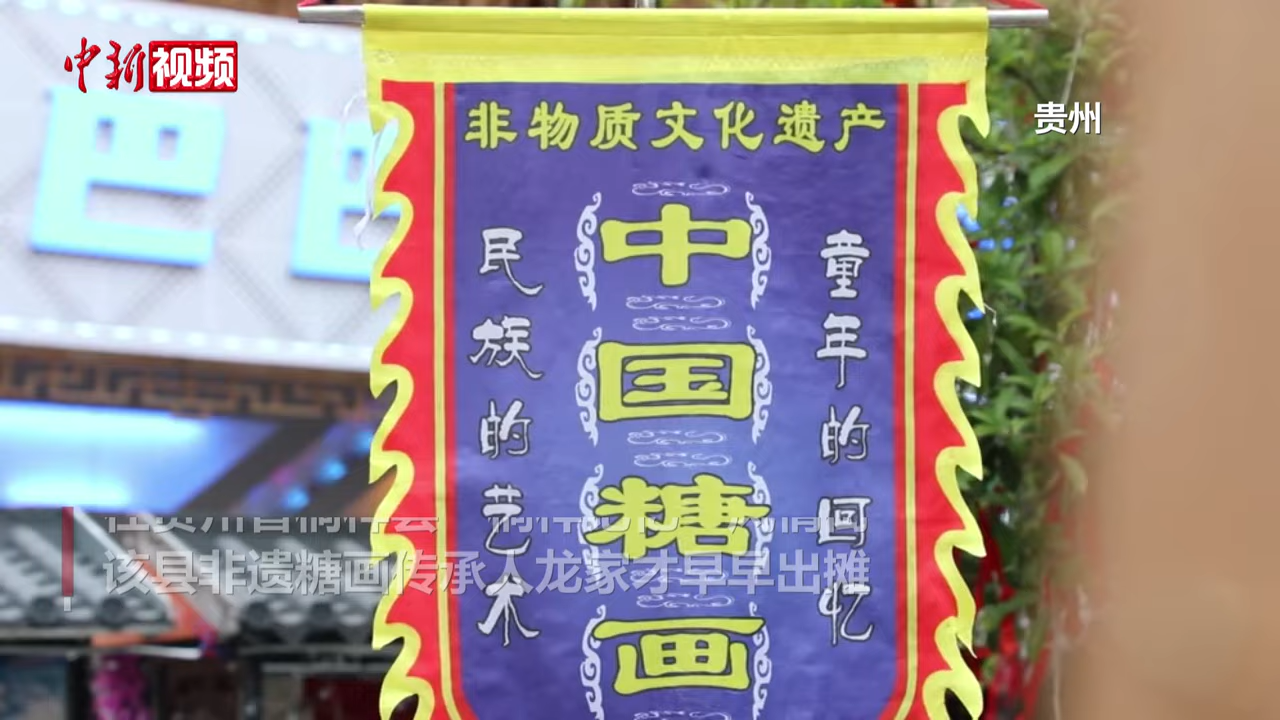 中新视频
贵州
巴
非物质文化遗产
童年的回忆
中国糖画
民族的艺术
该县非遗糖画传承人龙家才早早出摊